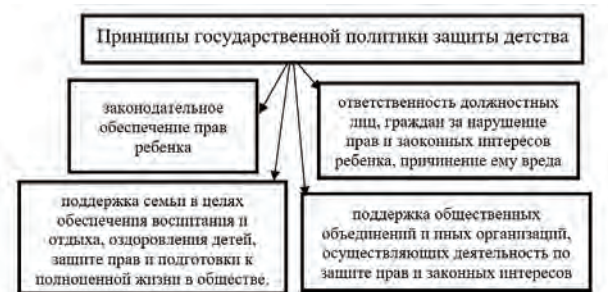 Принципы государственной политики защиты детства
законодательное
обеспечение прав
ребенка
ответственность должностных
лиц, граждан за нарушение
прав и заоконных интересов
ребенка, причинение ему вреда
поддержка семьи в целях
обеспечения воспитания и
отдыха, оздоровления детей,
защите прав и подготовки к
полноценной жизни в обществе,
поддержка общественных
объединений и иных организаций,
осуществляющих деятельность по
защите прав и законных интересов